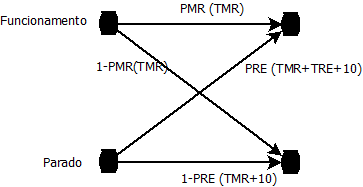 Funcionamento
PMR (TMR)
1-PMR(TMR)
PRE (TMR+TRE+10)
Parado
1-PRE (TMR+10)